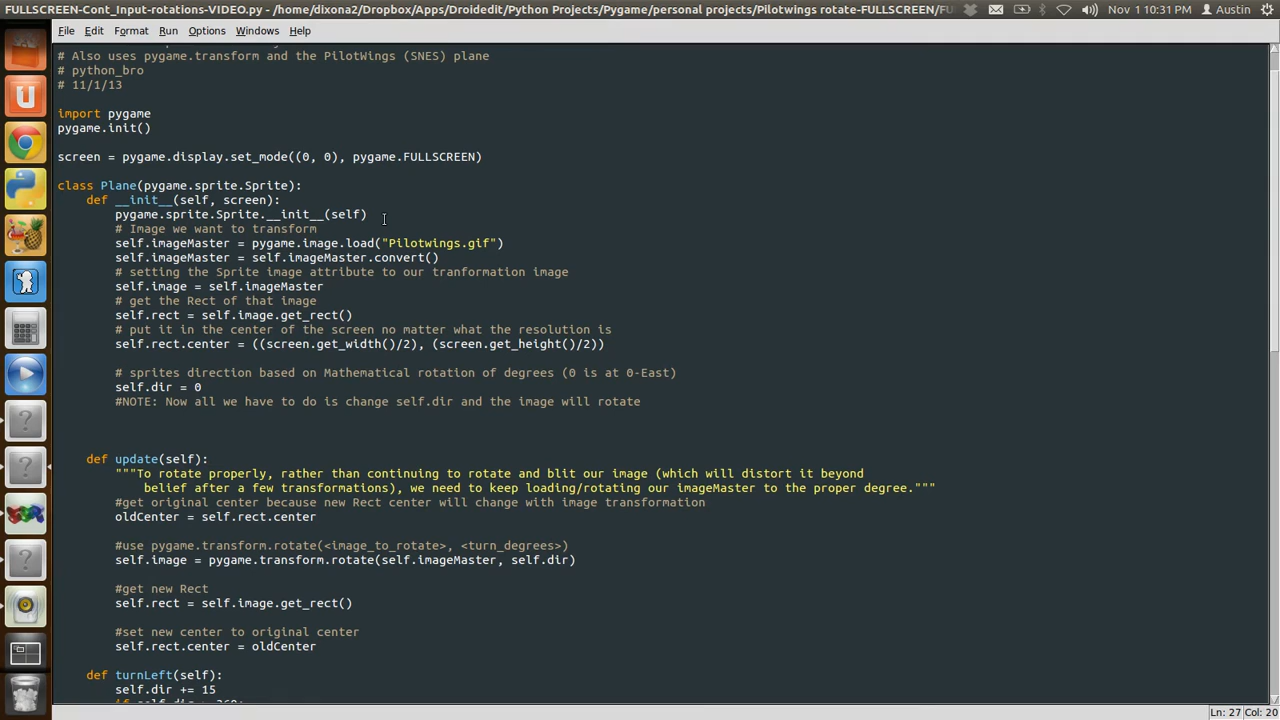 FULLSCREEN-Cont_Input-rotations-VIDEO.py - /home/dixona2/Dropbox/Apps/Droidedit/Python Projects/Pygame/personal projects/Pilotwings rotate-FULLSCREEN/FU
Nov 1 10:31 PM
Austin
File Edit Format Run Options Windows Help
# Also uses pygame.transform and the PilotWings (SNES) plane
# python_bro
# 11/1/13
import pygame
pygame.init()
screen = pygame.display.set_mode((0, 0), pygame.FULLSCREEN)
class Plane(pygame.sprite.Sprite):
def __init__(self, screen):
pygame.sprite.Sprite.__init__(self)
# Image we want to transform
self.imageMaster = pygame.image.load("Pilotwings.gif")
self.imageMaster = self.imageMaster.convert()
# setting the Sprite image attribute to our tranformation image
self.image = self.imageMaster
# get the Rect of that image
self.rect = self.image.get_rect()
# put it in the center of the screen no matter what the resolution is
self.rect.center = ((screen.get_width()/2), (screen.get_height()/2))
# sprites direction based on Mathematical rotation of degrees (0 is at 0-East)
self.dir = 0
#NOTE: Now all we have to do is change self.dir and the image will rotate
def update(self):
"""To rotate properly, rather than continuing to rotate and blit our image (which will distort it beyond
belief after a few transformations), we need to keep loading/rotating our imageMaster to the proper degree."""
#get original center because new Rect center will change with image transformation
oldCenter = self.rect.center
#use pygame.transform.rotate(<image_to_rotate>, <turn_degrees>)
self.image = pygame.transform.rotate(self.imageMaster, self.dir)
#get new Rect
self.rect = self.image.get_rect()
#set new center to original center
self.rect.center = oldCenter
def turnLeft(self):
self.dir += 15
Ln: 27 Col: 20